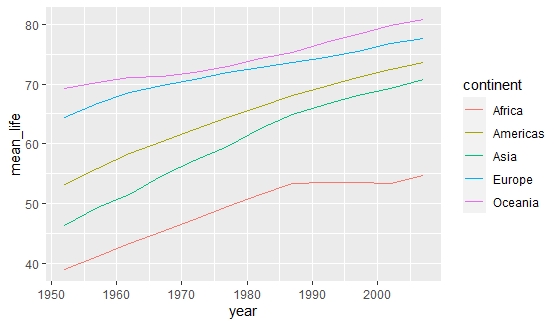 80
70
60
50
40
mean_life
1950
1960
1970
1980
1990
2000
year
continent
Africa
Americas
Asia
Europe
Oceania